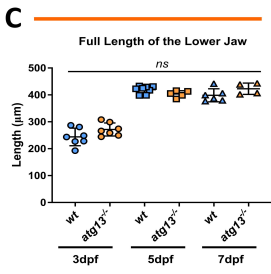 C
Full Length of the Lower Jaw
ns
Length (μm)
500
400
300
200
100
0
wt
atg13-/-
wt
atg13-/-
wt
atg13-/-
3dpf
5dpf
7dpf